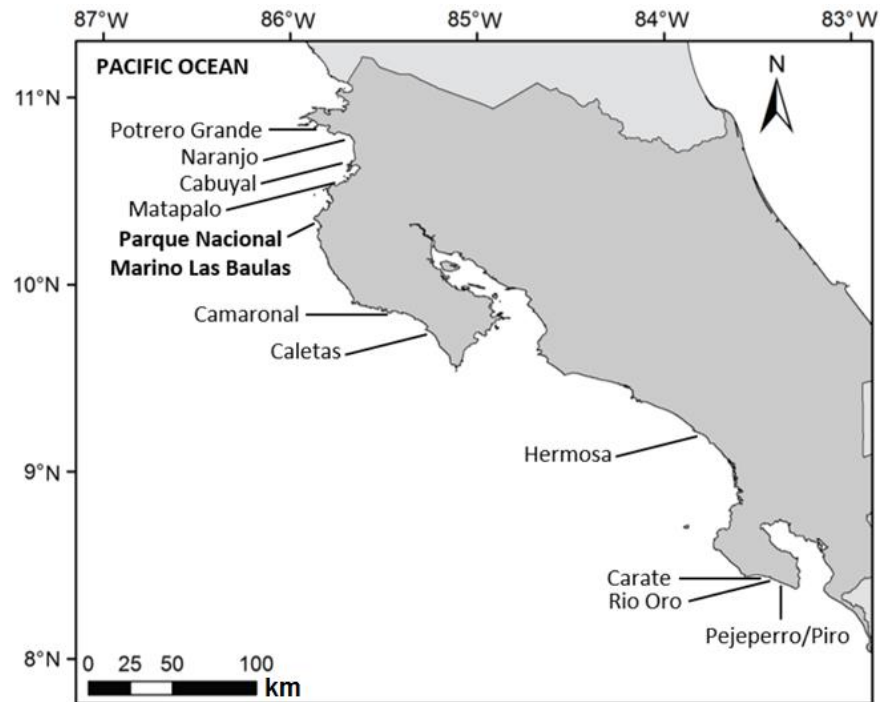 87°W 86°W 85°W 84°W 83°W
PACIFIC OCEAN
N
11°N
Potrero Grande
Naranjo
Cabuyal
Matapalo
Parque Nacional
Marino Las Baulas
10°N
Camaronal
Caletas
9°N
Hermosa
Carate
Rio Oro
Pejeperro/Piro
8°N
0 25 50 100
km